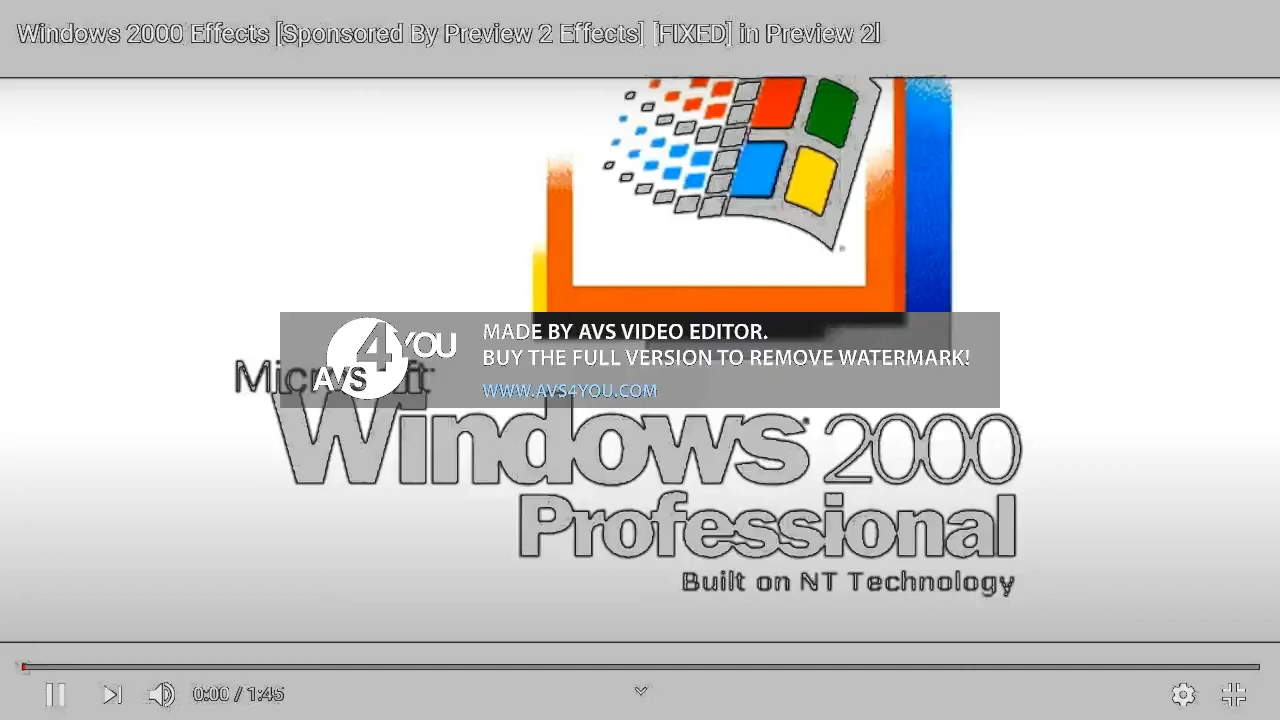 Windows 2000 Effects [Sponsored By Preview 2 Effects] [FIXED] in Preview 2l
4YOU
AVS
MADE BY AVS VIDEO EDITOR.
BUY THE FULL VERSION TO REMOVE WATERMARK!
WWW.AVS4YOU.COM
Windows 2000
Professional
Built on NT Technology
0:00 / 1:45